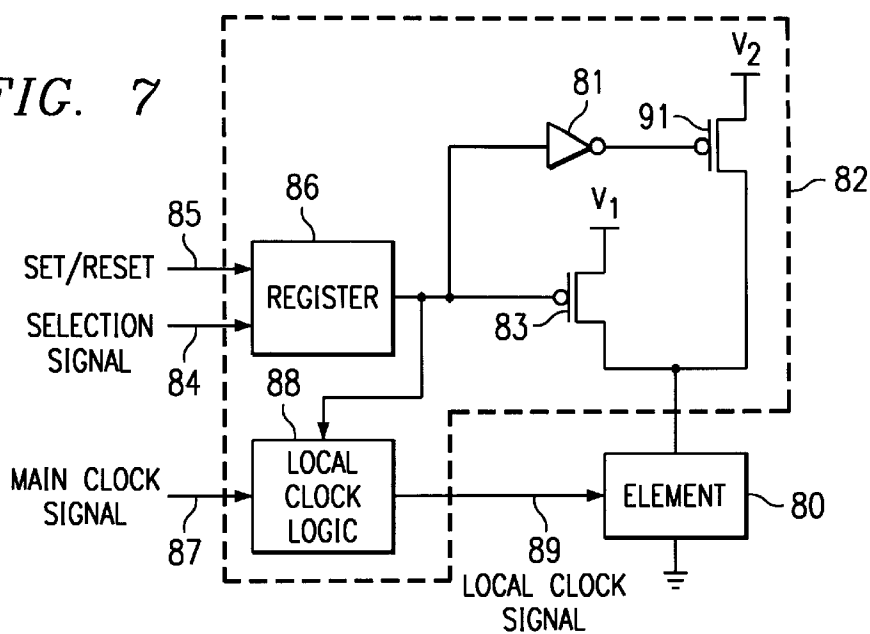 FIG. 7
V2
81
91
82
86
V1
85
SET/RESET
REGISTER
83
SELECTION
SIGNAL
84
88
MAIN CLOCK
SIGNAL
87
LOCAL
CLOCK
LOGIC
ELEMENT
80
89
LOCAL CLOCK
SIGNAL